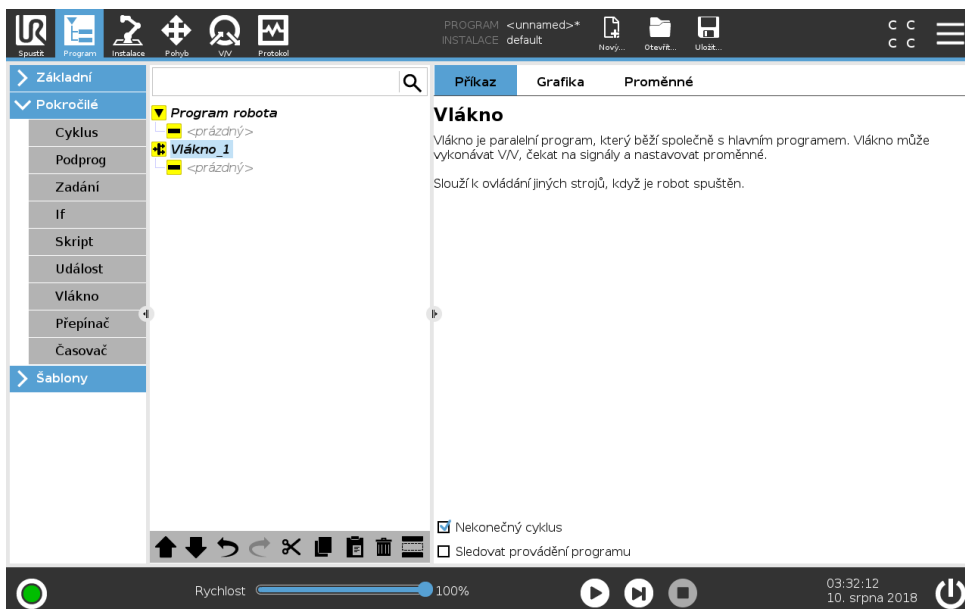 Spustit
Program
Instalace
Pohyb
V/V
Protokol
PROGRAM <unnamed>*
INSTALACE default
Nový...
Otevřít...
Uložit...
C C
C C
Základní
Pokročilé
Cyklus
Podprog
Zadání
If
Skript
Událost
Vlákno
Přepínač
Časovač
Šablony
Program robota
<prázdný>
Vlákno_1
<prázdný>
Příkaz
Grafika
Proměnné
Vlákno
Vlákno je paralelní program, který běží společně s hlavním programem. Vlákno může
vykonávat V/V, čekat na signály a nastavovat proměnné.
Slouží k ovládání jiných strojů, když je robot spuštěn.
Nekonečný cyklus
Sledovat provádění programu
Rychlost
100%
03:32:12
10. srpna 2018